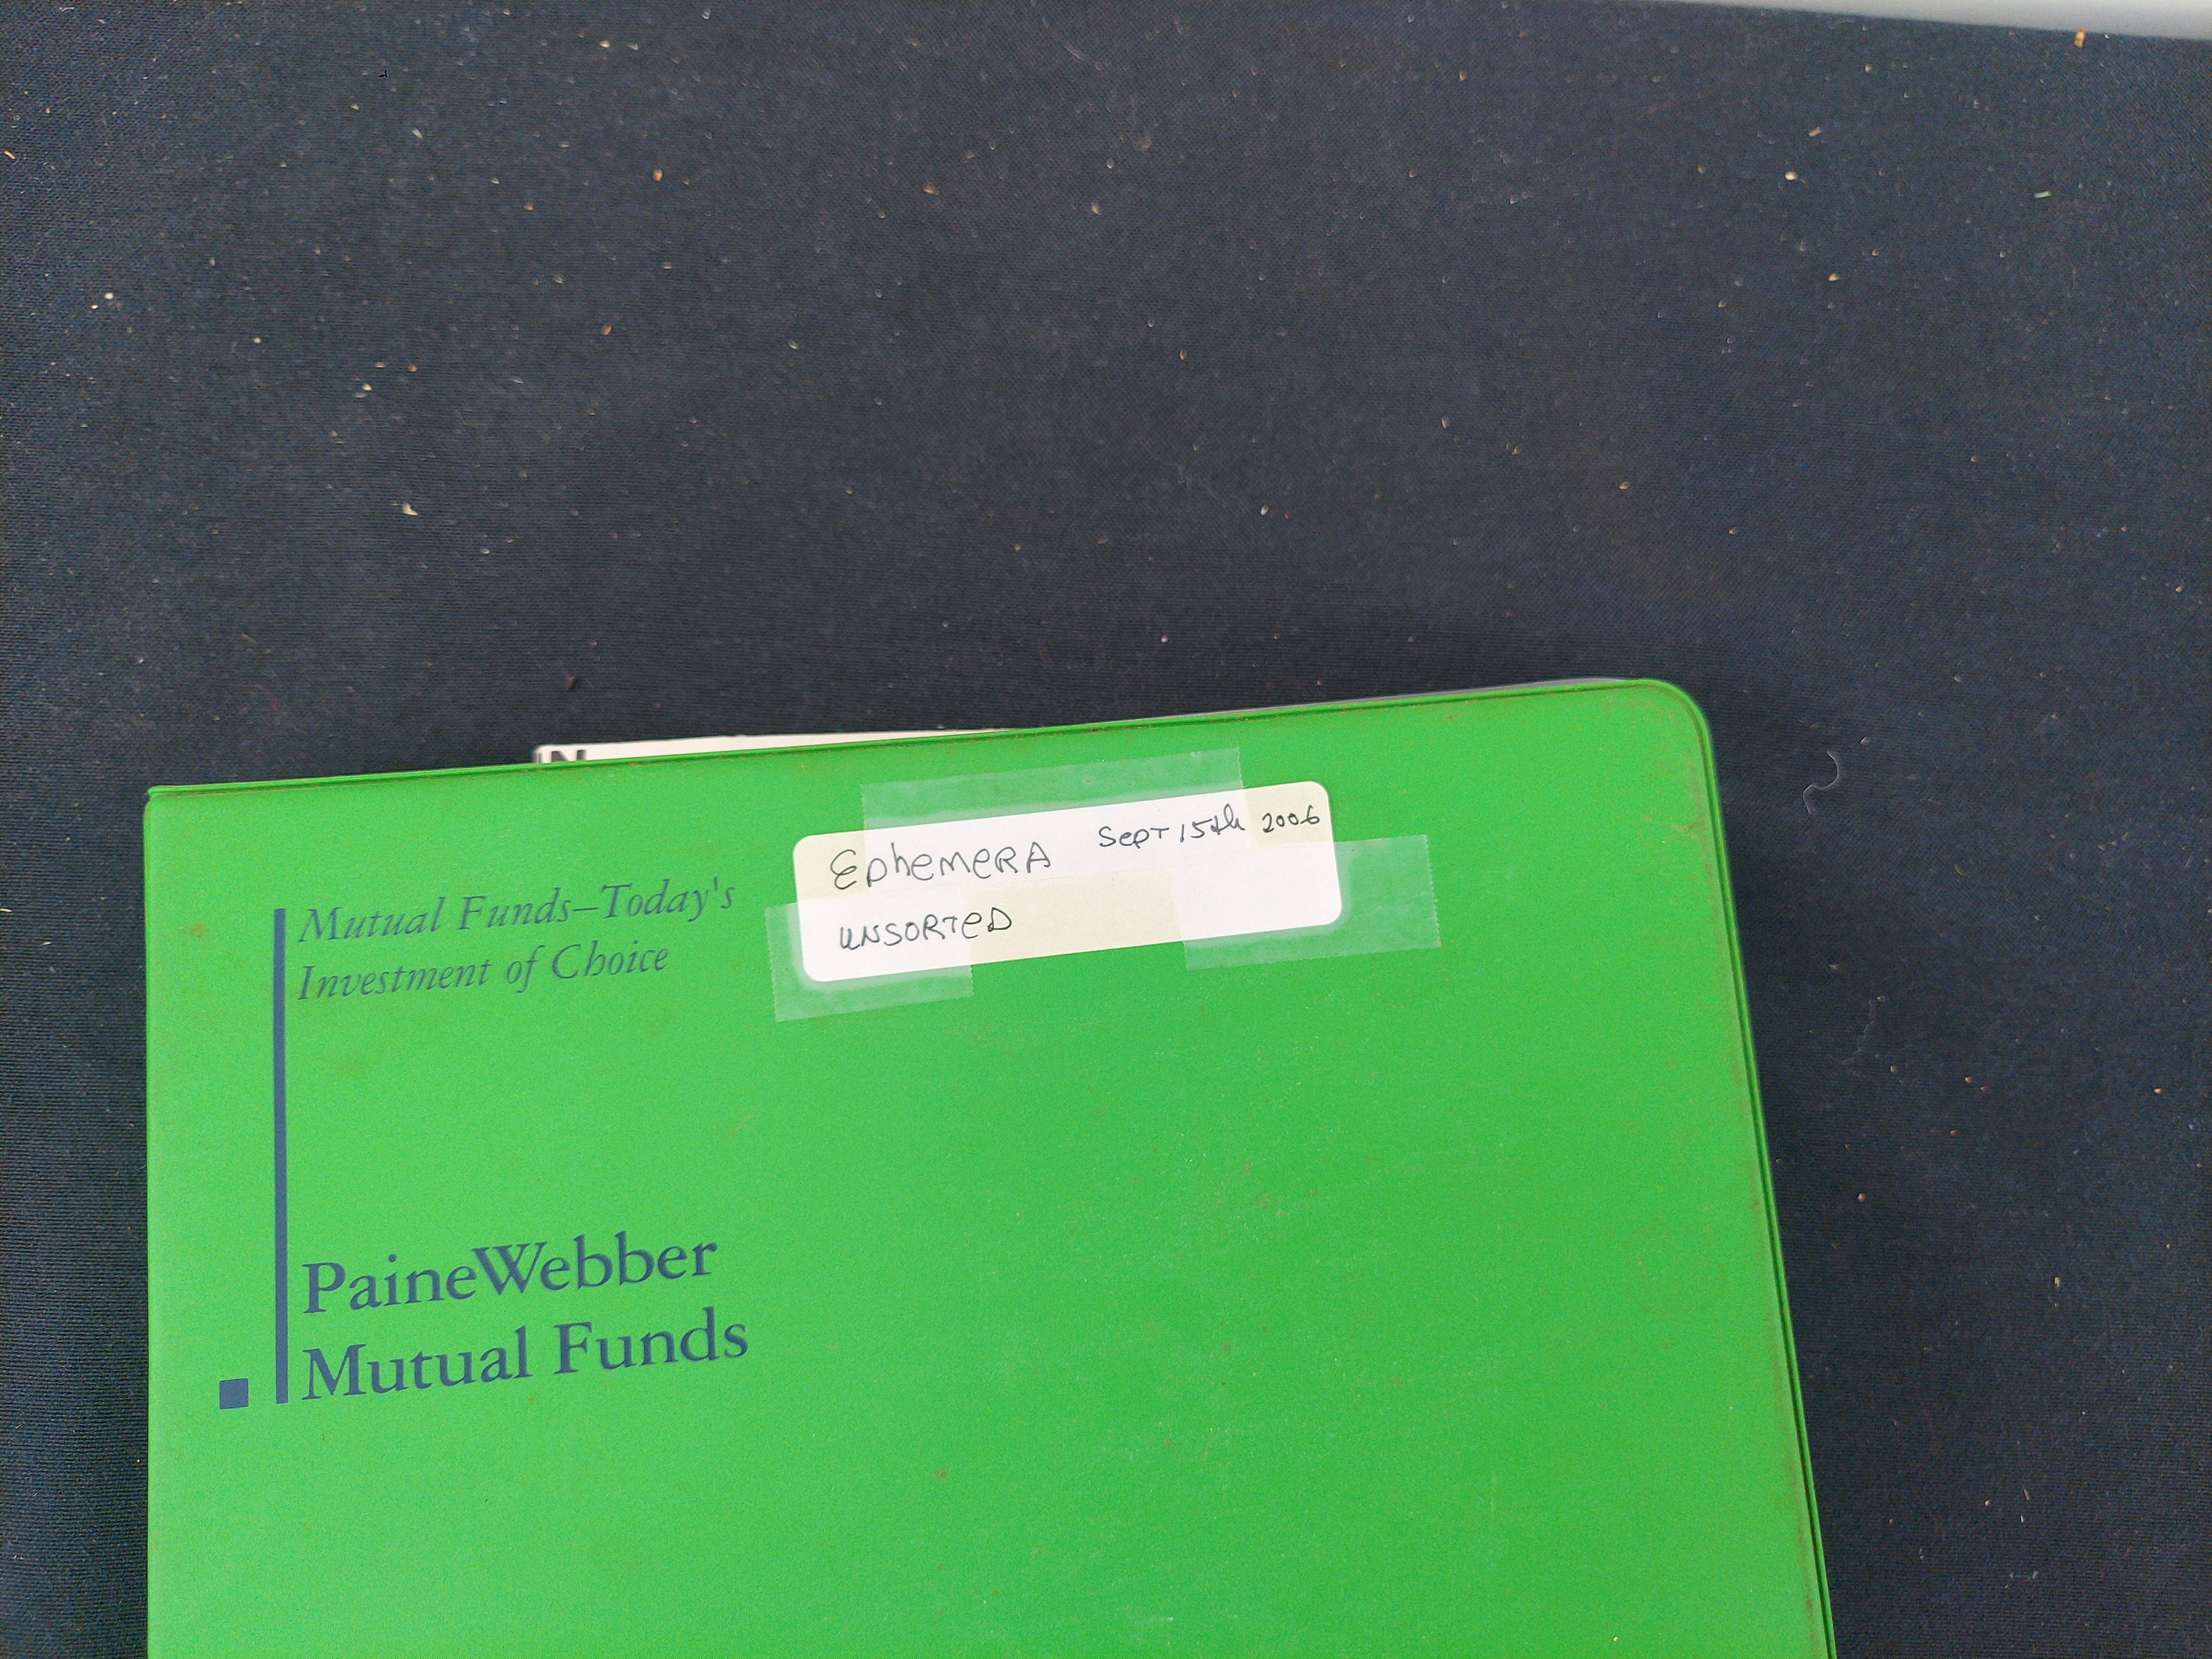 N
EphemeRA Sept 15th 2006
UNSORTeD
Mutual Funds–Today's
Investment of Choice
PaineWebber
Mutual Funds